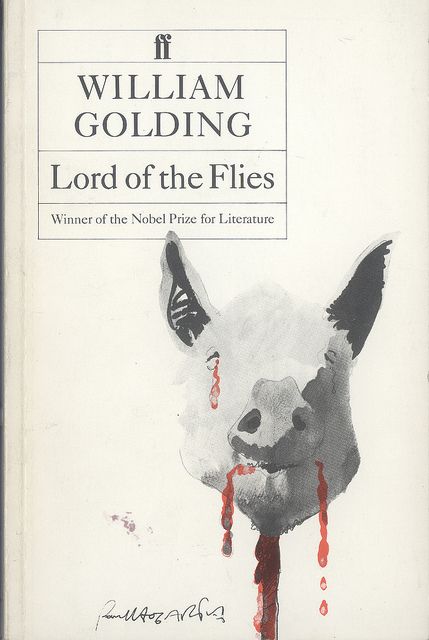 ff
WILLIAM
GOLDING
Lord of the Flies
Winner of the Nobel Prize for Literature